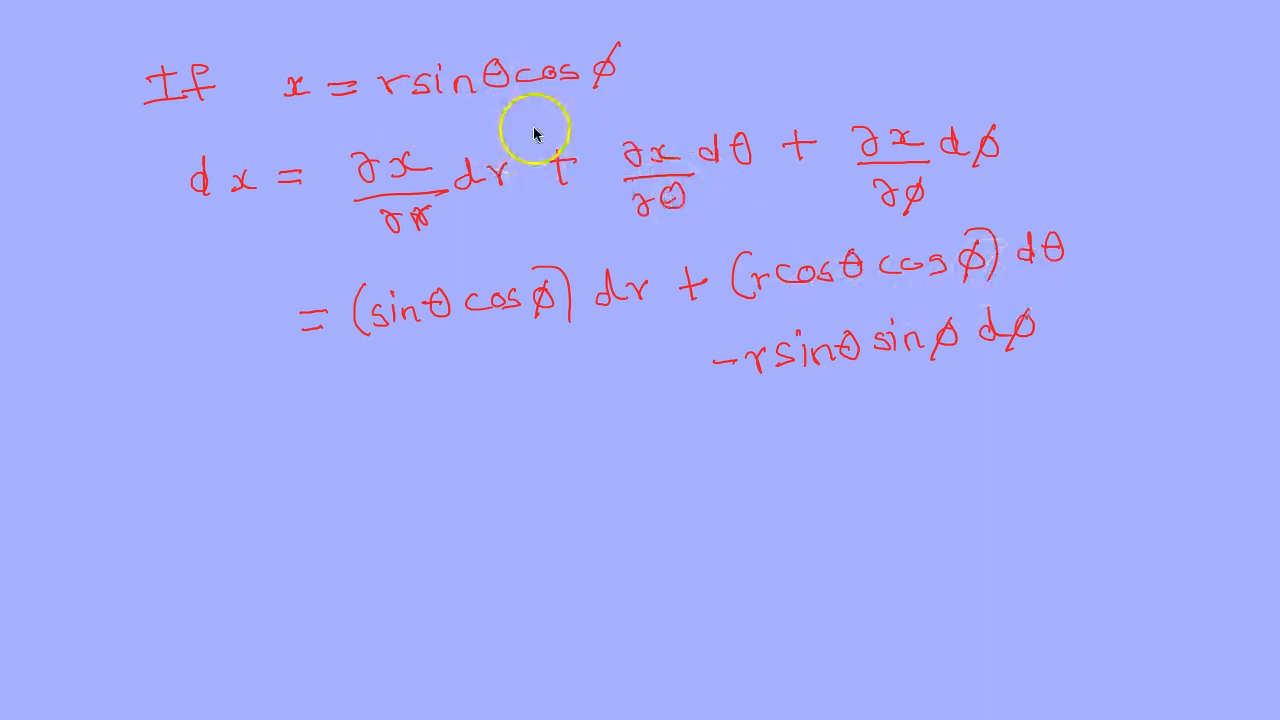 If x = r sinθ cosϕ
dx = ∂x/∂r dr + ∂x/∂θ dθ + ∂x/∂ϕ dϕ
= (sinθ cosϕ) dr + (r cosθ cosϕ) dθ
- r sinθ sinϕ dϕ